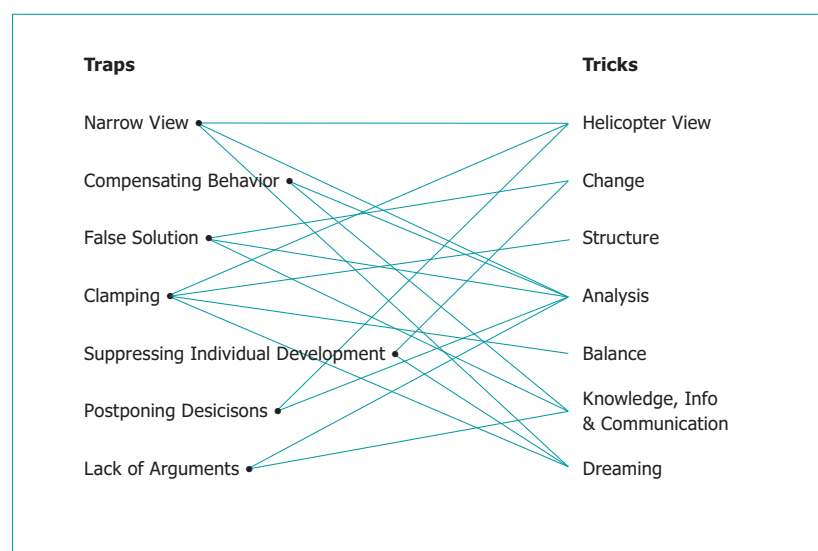 Traps
Tricks
Narrow View
Helicopter View
Compensating Behavior
Change
False Solution
Structure
Clamping
Analysis
Suppressing Individual Development
Balance
Postponing Desicisons
Knowledge, Info
& Communication
Lack of Arguments
Dreaming